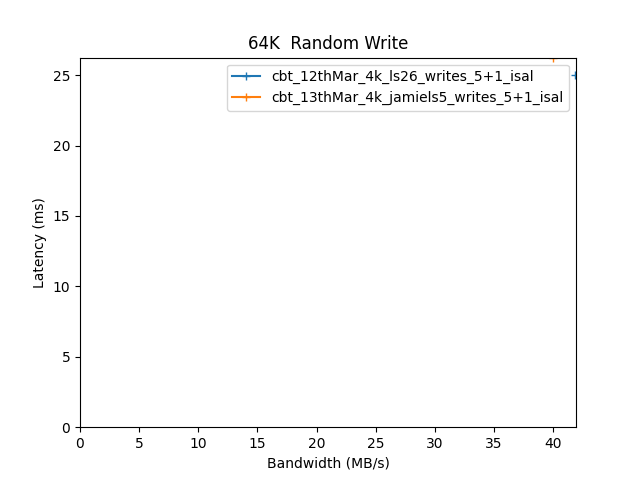 64K  Random Write
cbt_12thMar_4k_ls26_writes_5+1_isal
cbt_13thMar_4k_jamiels5_writes_5+1_isal
Latency (ms)
25
20
15
10
5
0
0 5 10 15 20 25 30 35 40
Bandwidth (MB/s)